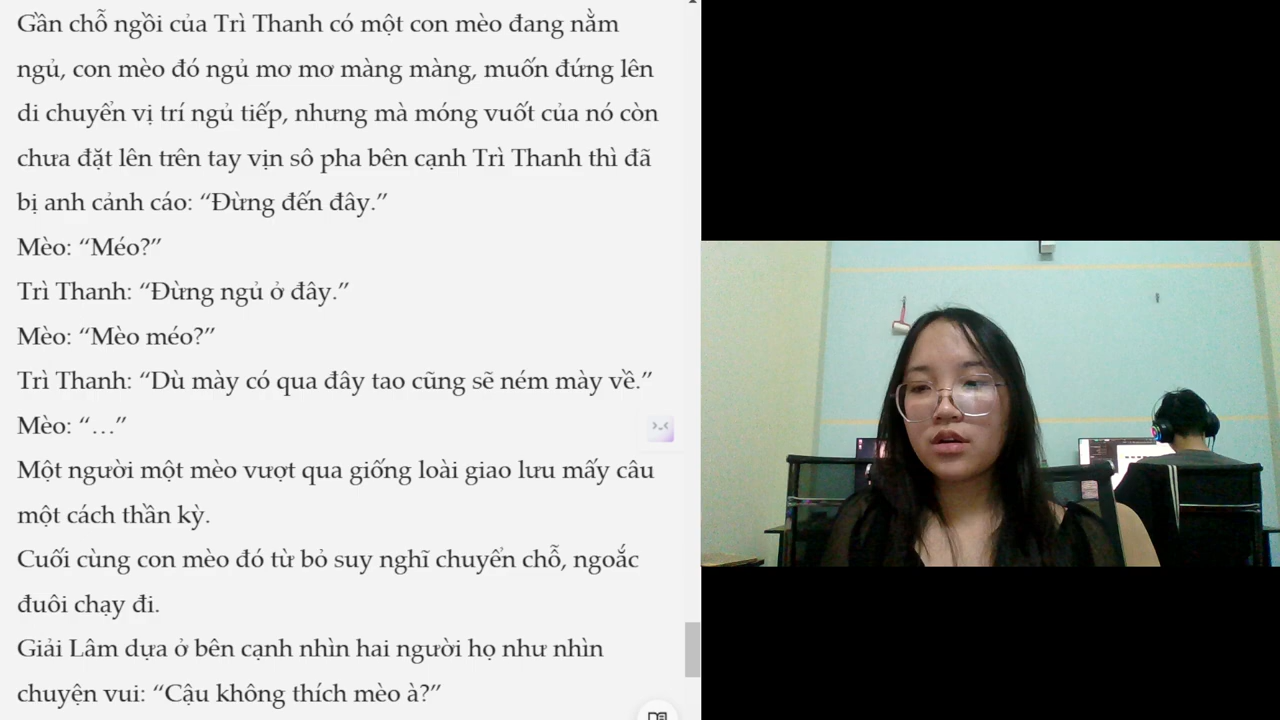 Gần chỗ ngồi của Trì Thanh có một con mèo đang nằm
ngủ, con mèo đó ngủ mơ mơ màng màng, muốn đứng lên
di chuyển vị trí ngủ tiếp, nhưng mà móng vuốt của nó còn
chưa đặt lên trên tay vịn sô pha bên cạnh Trì Thanh thì đã
bị anh cảnh cáo: “Đừng đến đây.”
Mèo: “Méo?”
Trì Thanh: “Đừng ngủ ở đây.”
Mèo: “Mèo méo?”
Trì Thanh: “Dù mày có qua đây tao cũng sẽ ném mày về.”
Mèo: “…”
Một người một mèo vượt qua giống loài giao lưu mấy câu
một cách thần kỳ.
Cuối cùng con mèo đó từ bỏ suy nghĩ chuyển chỗ, ngoắc
đuôi chạy đi.
Giải Lâm dựa ở bên cạnh nhìn hai người họ như nhìn
chuyện vui: “Cậu không thích mèo à?”